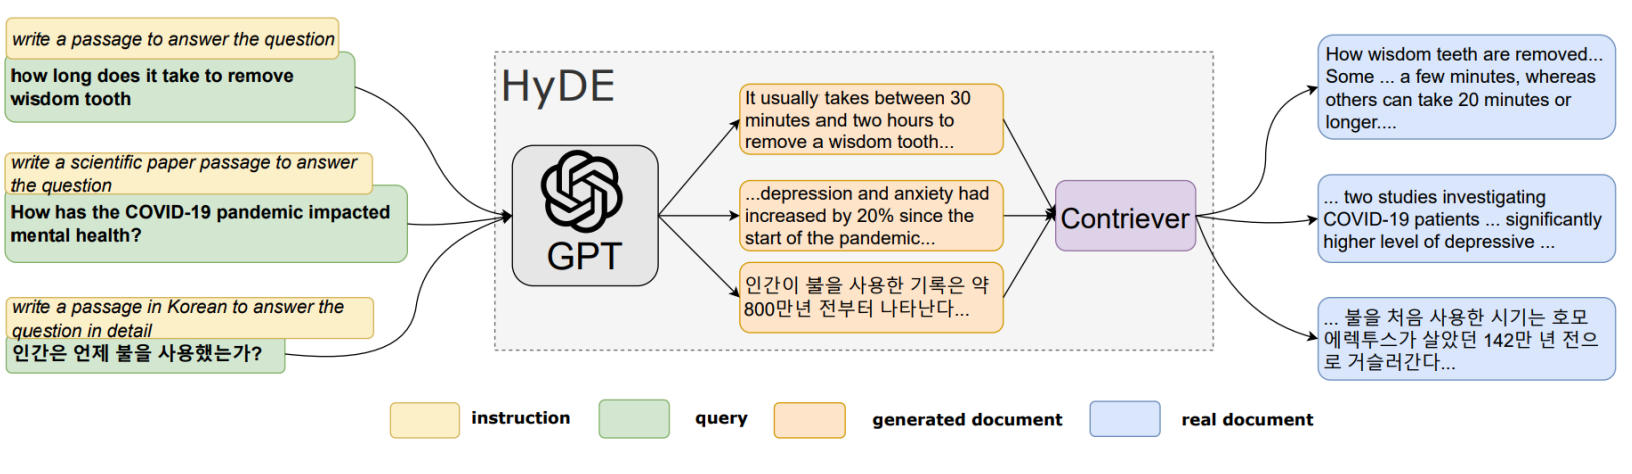 write a passage to answer the question
how long does it take to remove
wisdom tooth
write a scientific paper passage to answer
the question
How has the COVID-19 pandemic impacted
mental health?
write a passage in Korean to answer the
question in detail
인간은 언제 불을 사용했는가?
HyDE
GPT
It usually takes between 30
minutes and two hours to
remove a wisdom tooth...
...depression and anxiety had
increased by 20% since the
start of the pandemic...
인간이 불을 사용한 기록은 약
800만년 전부터 나타난다...
Contriever
How wisdom teeth are removed...
Some ... a few minutes, whereas
others can take 20 minutes or
longer....
... two studies investigating
COVID-19 patients ... significantly
higher level of depressive ...
... 불을 처음 사용한 시기는 호모
에렉투스가 살았던 142만 년 전으
로 거슬러간다...
instruction
query
generated document
real document